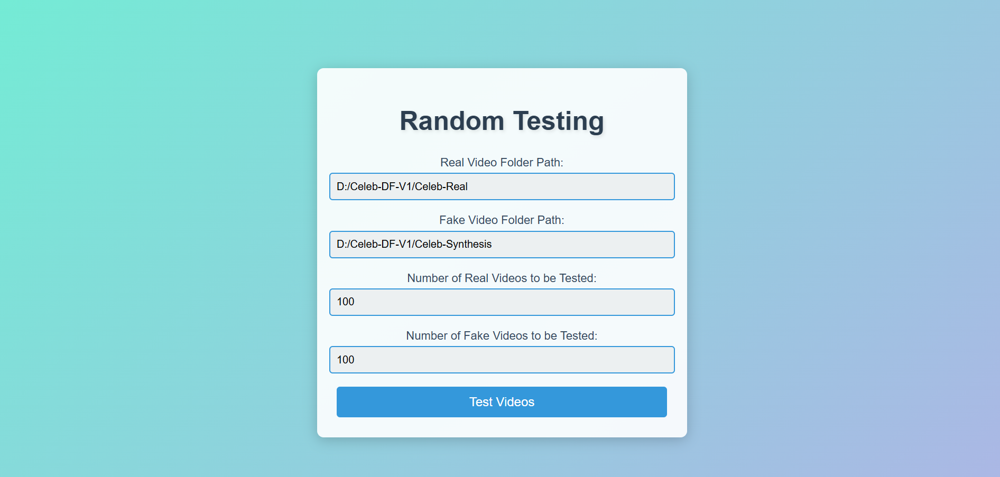 Random Testing
Real Video Folder Path:
D:/Celeb-DF-V1/Celeb-Real
Fake Video Folder Path:
D:/Celeb-DF-V1/Celeb-Synthesis
Number of Real Videos to be Tested:
100
Number of Fake Videos to be Tested:
100
Test Videos